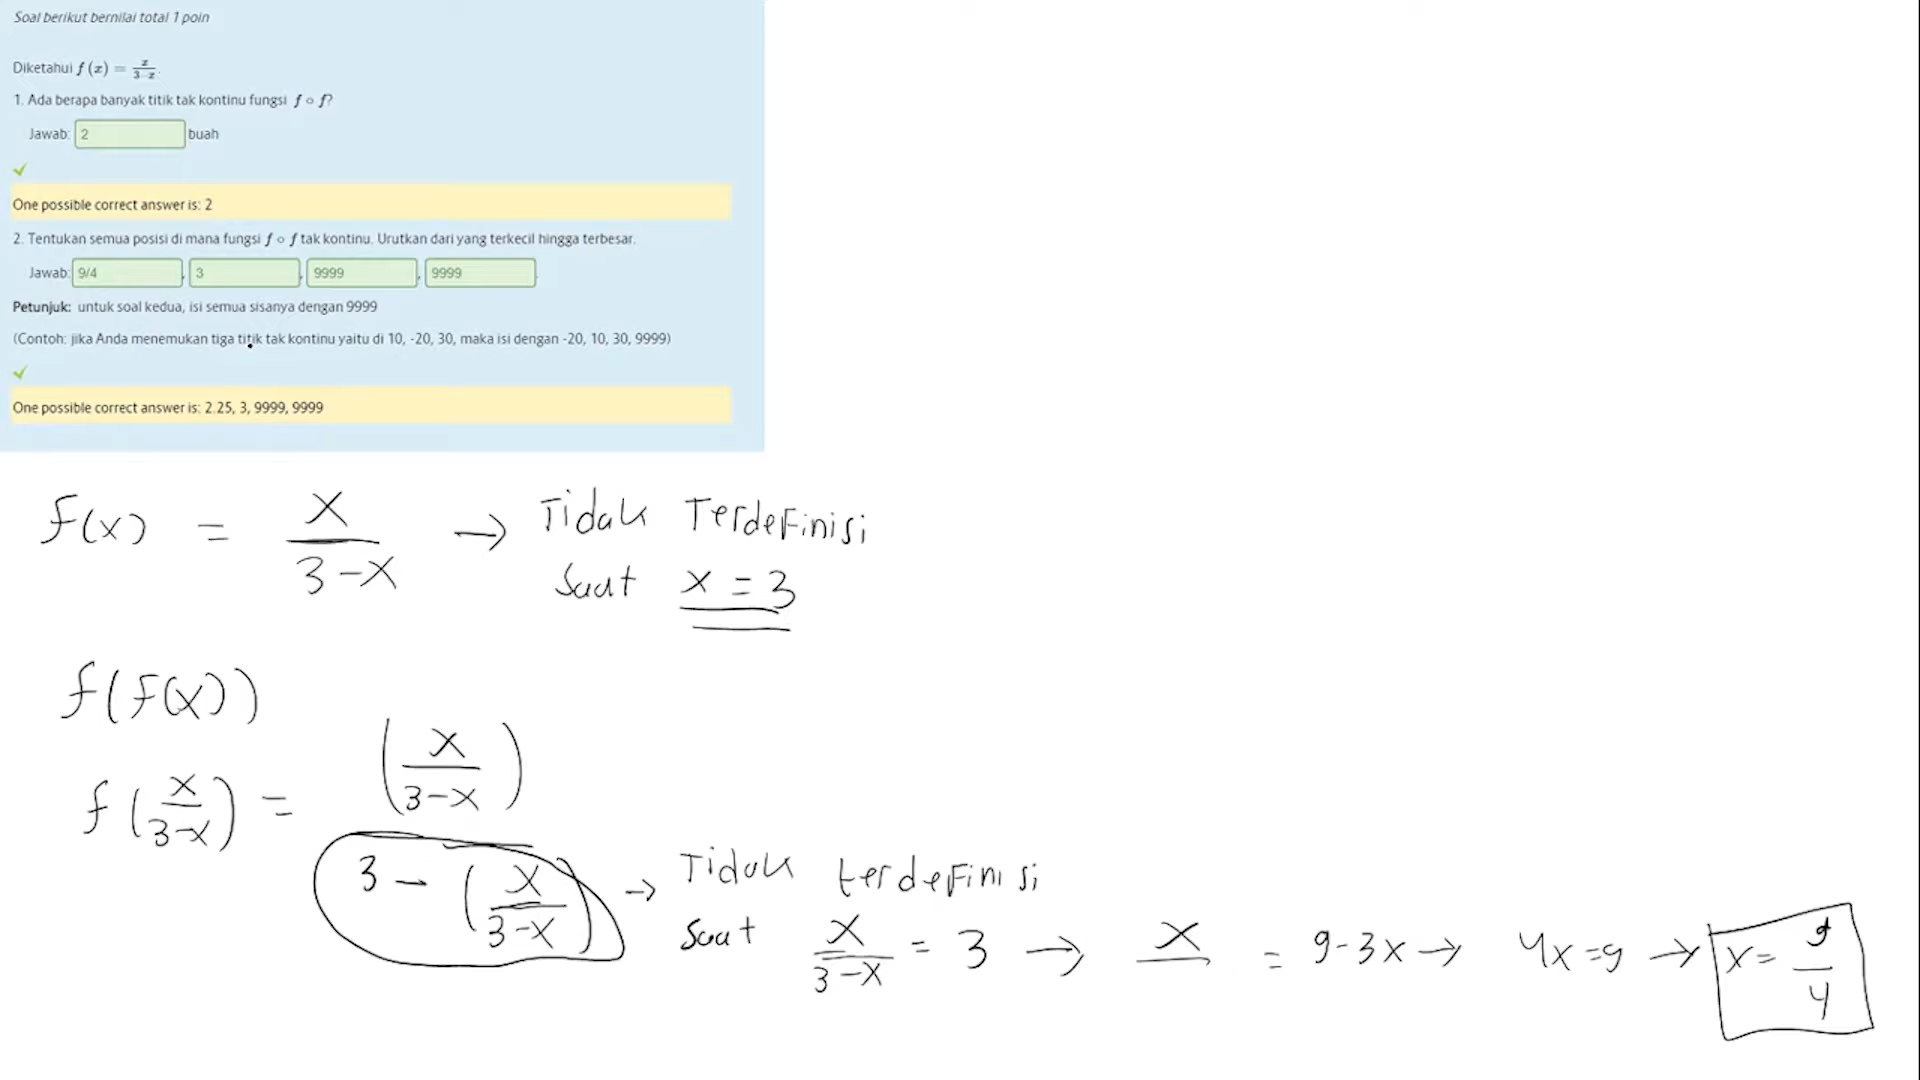 Soal berikut bernilai total 1 poin
Diketahui f (x) = x/3-x.
1. Ada berapa banyak titik tak kontinu fungsi f ∘ f?
Jawab: 2 buah
One possible correct answer is: 2
2. Tentukan semua posisi di mana fungsi f ∘ f tak kontinu. Urutkan dari yang terkecil hingga terbesar.
Jawab: 9/4, 3, 9999, 9999.
Petunjuk: untuk soal kedua, isi semua sisanya dengan 9999
(Contoh: jika Anda menemukan tiga titik tak kontinu yaitu di 10, -20, 30, maka isi dengan -20, 10, 30, 9999)
One possible correct answer is: 2.25, 3, 9999, 9999
f(x) = x/3-x → Tidak Terdefinisi
saat x = 3
f(f(x))
f(x/3-x) = (x/3-x)
3 - (x/3-x) → Tidak terdefinisi
saat x/3-x = 3 → x = 9-3x → 4x=9 → x= 9/4